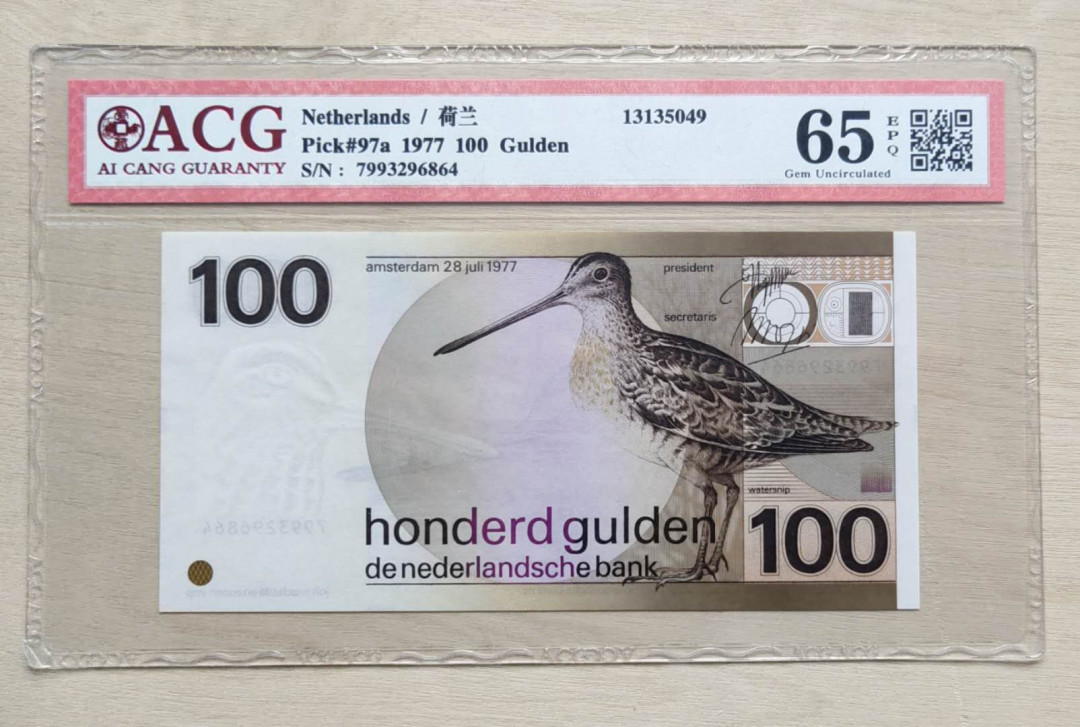 ACG
AI CANG GUARANTY
Netherlands / 荷兰
13135049
Pick#97a 1977 100 Gulden
S/N : 7993296864
65
EPQ
Gem Uncirculated
100
amsterdam 28 juli 1977
president
secretaris
watersnip
honderd gulden
de nederlandsche bank
100
7993296864